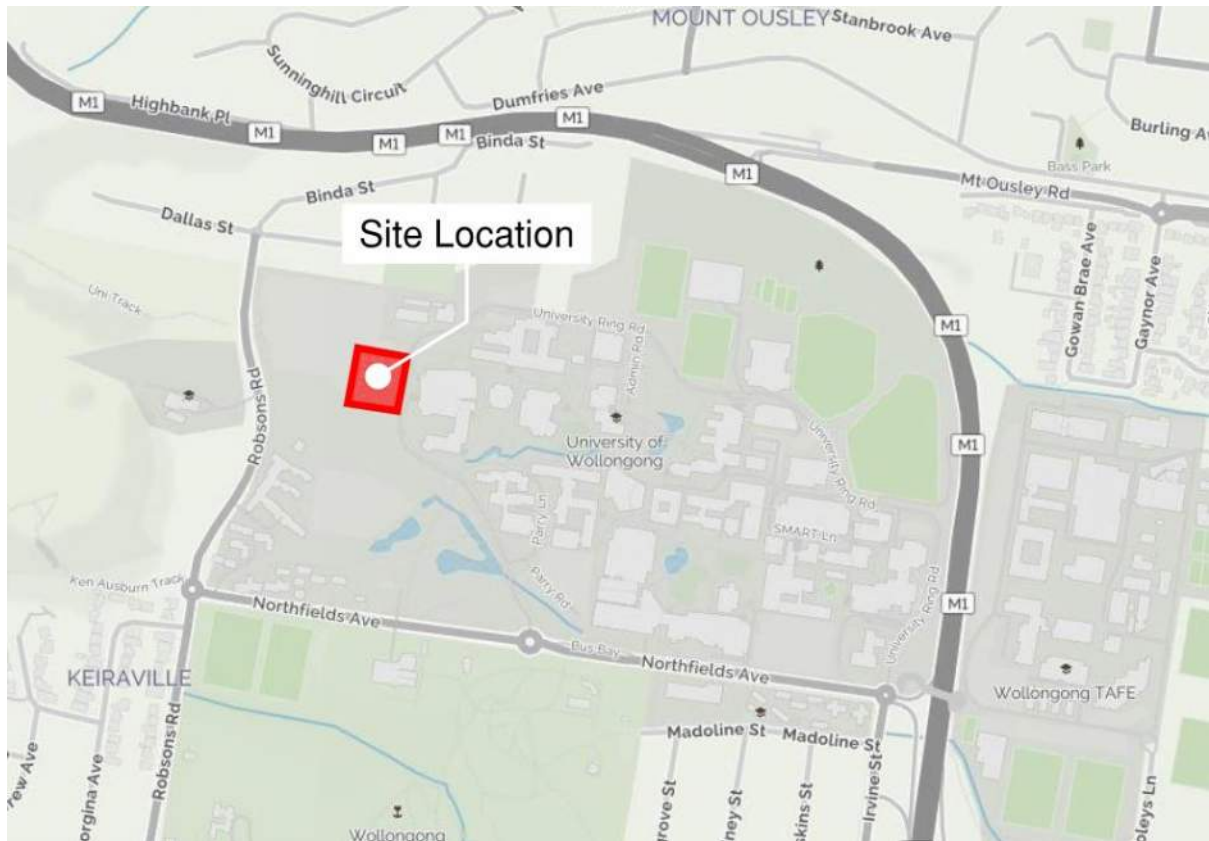 MOUNT OUSLEY
Stanbrook Ave
Sunninghill Circuit
Dumfries Ave
M1
Highbank Pl
M1
M1
M1
M1
Binda St
Burling Av
Bass Park
M1
Mt Ousley Rd
Binda St
Dallas St
Site Location
Gowan Brae Ave
Gaynor Ave
Uni Track
University Ring Rd
Admin Rd
M1
Robsons Rd
University of
Wollongong
University Ring Rd
M1
SMART Ln
Parry Ln
Parry Rd
Ken Ausburn Track
Northfields Ave
Bus Bay
University Ring Rd
M1
Northfields Ave
KEIRAVILLE
Wollongong TAFE
Robsons Rd
Madoline St
Madoline St
Irvine St
rew Ave
orgina Ave
grove St
ney St
skins St
oleys Ln
Wollongong